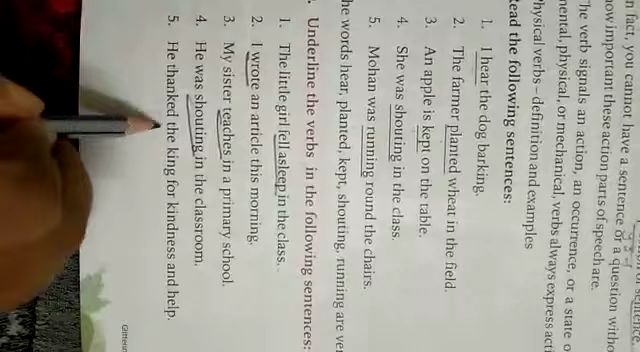 n fact, you cannot have a sentence or a question witho
now important these action parts of speech are.
The verb signals an action, an occurrence, or a state o
mental, physical, or mechanical, verbs always express acti
Physical verbs – definition and examples
Read the following sentences:
1. I hear the dog barking.
2. The farmer planted wheat in the field.
3. An apple is kept on the table.
4. She was shouting in the class.
5. Mohan was running round the chairs.
he words hear, planted, kept, shouting, running are ver
. Underline the verbs in the following sentences:
1. The little girl fell asleep in the class.
2. I wrote an article this morning.
3. My sister teaches in a primary school.
4. He was shouting in the classroom.
5. He thanked the king for kindness and help.